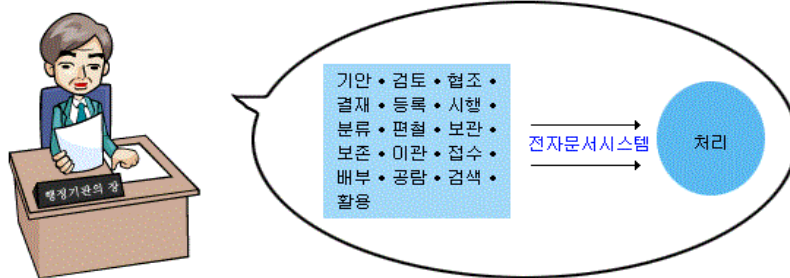 행정기관의 장
기안 • 검토 • 협조 •
결재 • 등록 • 시행 •
분류 • 편철 • 보관 •
보존 • 이관 • 접수 •
배부 • 공람 • 검색 •
활용
전자문서시스템
처리